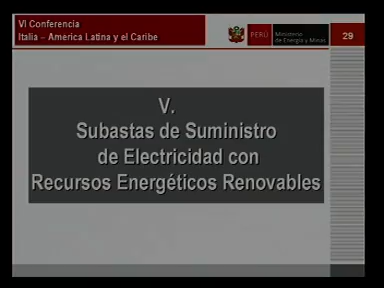 VI Conferencia
Italia – America Latina y el Caribe
PERÚ
Ministerio
de Energía y Minas
29
V.
Subastas de Suministro
de Electricidad con
Recursos Energéticos Renovables